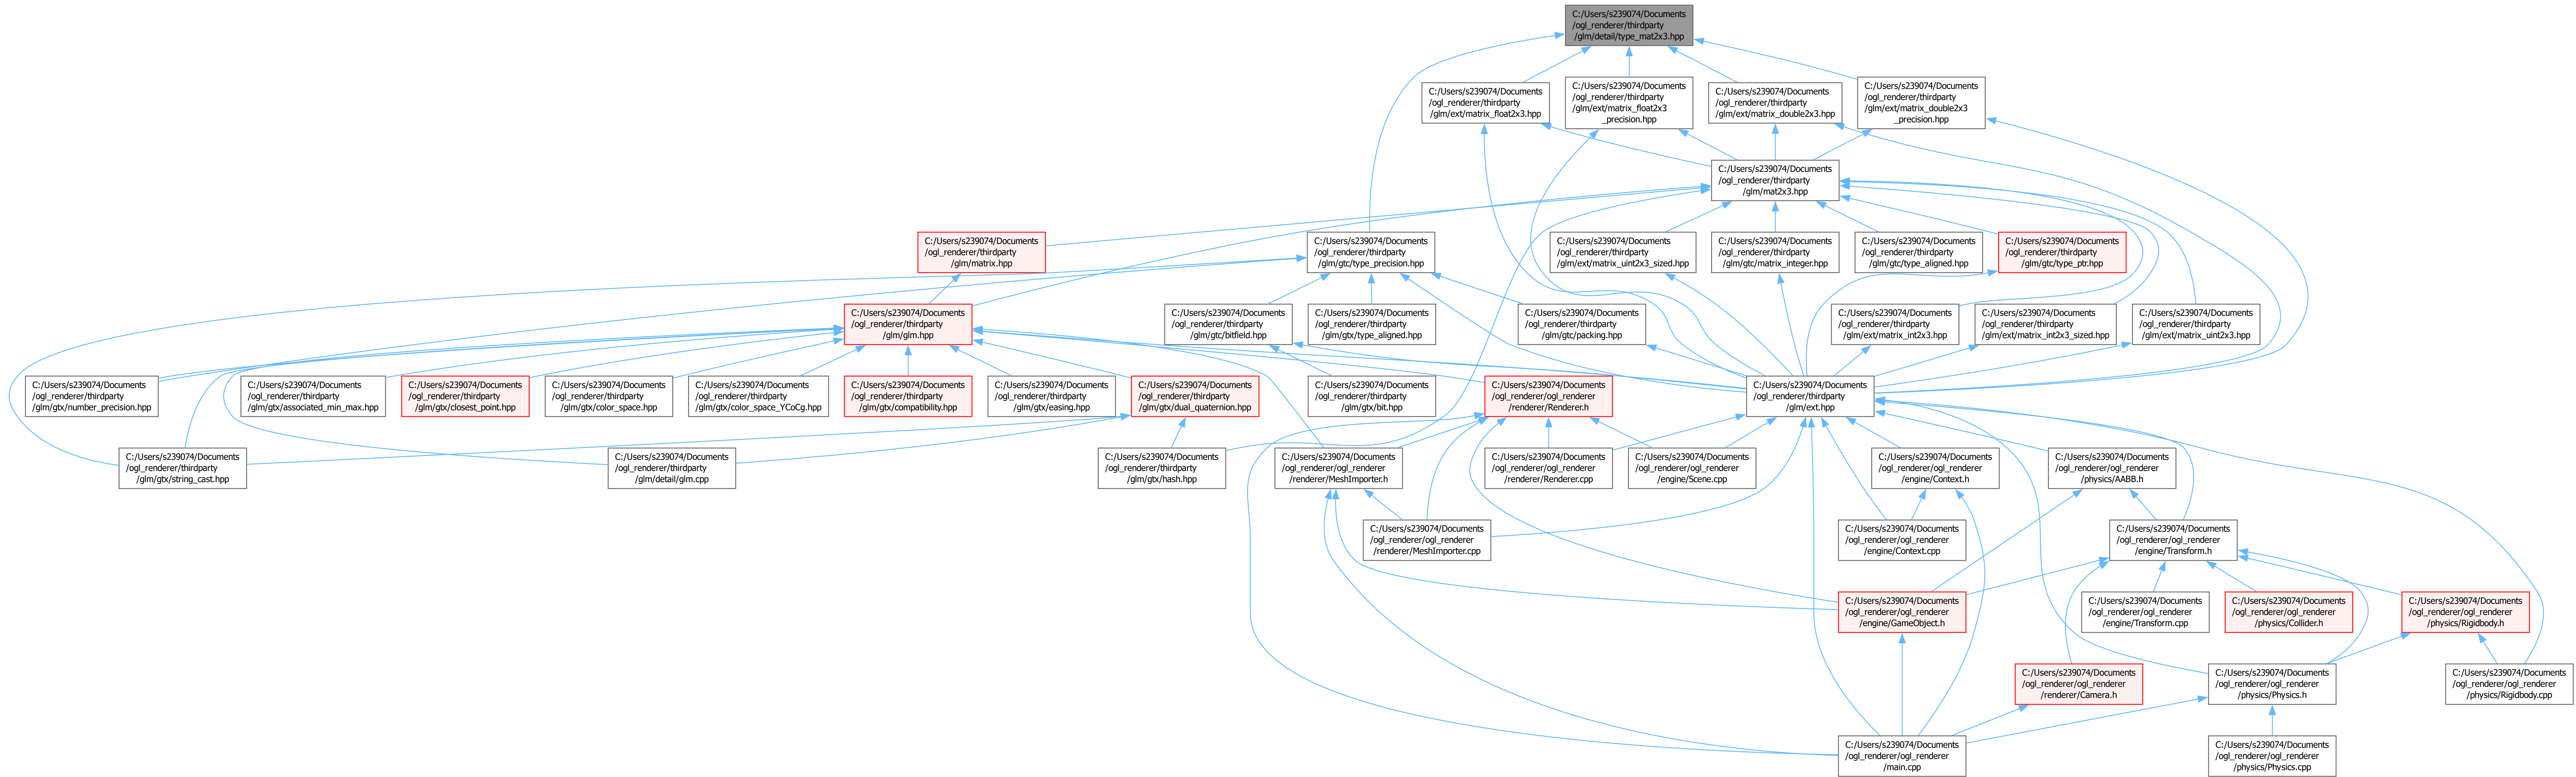 C:/Users/s239074/Documents
/ogl_renderer/thirdparty
/glm/detail/type_mat2x3.hpp
C:/Users/s239074/Documents
/ogl_renderer/thirdparty
/glm/ext/matrix_float2x3.hpp
C:/Users/s239074/Documents
/ogl_renderer/thirdparty
/glm/ext/matrix_float2x3
_precision.hpp
C:/Users/s239074/Documents
/ogl_renderer/thirdparty
/glm/ext/matrix_double2x3.hpp
C:/Users/s239074/Documents
/ogl_renderer/thirdparty
/glm/ext/matrix_double2x3
_precision.hpp
C:/Users/s239074/Documents
/ogl_renderer/thirdparty
/glm/mat2x3.hpp
C:/Users/s239074/Documents
/ogl_renderer/thirdparty
/glm/matrix.hpp
C:/Users/s239074/Documents
/ogl_renderer/thirdparty
/glm/gtc/type_precision.hpp
C:/Users/s239074/Documents
/ogl_renderer/thirdparty
/glm/ext/matrix_uint2x3_sized.hpp
C:/Users/s239074/Documents
/ogl_renderer/thirdparty
/glm/gtc/matrix_integer.hpp
C:/Users/s239074/Documents
/ogl_renderer/thirdparty
/glm/gtc/type_aligned.hpp
C:/Users/s239074/Documents
/ogl_renderer/thirdparty
/glm/gtc/type_ptr.hpp
C:/Users/s239074/Documents
/ogl_renderer/thirdparty
/glm/glm.hpp
C:/Users/s239074/Documents
/ogl_renderer/thirdparty
/glm/gtc/bitfield.hpp
C:/Users/s239074/Documents
/ogl_renderer/thirdparty
/glm/gtx/type_aligned.hpp
C:/Users/s239074/Documents
/ogl_renderer/thirdparty
/glm/gtc/packing.hpp
C:/Users/s239074/Documents
/ogl_renderer/thirdparty
/glm/ext/matrix_int2x3.hpp
C:/Users/s239074/Documents
/ogl_renderer/thirdparty
/glm/ext/matrix_int2x3_sized.hpp
C:/Users/s239074/Documents
/ogl_renderer/thirdparty
/glm/ext/matrix_uint2x3.hpp
C:/Users/s239074/Documents
/ogl_renderer/thirdparty
/glm/gtx/number_precision.hpp
C:/Users/s239074/Documents
/ogl_renderer/thirdparty
/glm/gtx/associated_min_max.hpp
C:/Users/s239074/Documents
/ogl_renderer/thirdparty
/glm/gtx/closest_point.hpp
C:/Users/s239074/Documents
/ogl_renderer/thirdparty
/glm/gtx/color_space.hpp
C:/Users/s239074/Documents
/ogl_renderer/thirdparty
/glm/gtx/color_space_YCoCg.hpp
C:/Users/s239074/Documents
/ogl_renderer/thirdparty
/glm/gtx/compatibility.hpp
C:/Users/s239074/Documents
/ogl_renderer/thirdparty
/glm/gtx/easing.hpp
C:/Users/s239074/Documents
/ogl_renderer/thirdparty
/glm/gtx/dual_quaternion.hpp
C:/Users/s239074/Documents
/ogl_renderer/thirdparty
/glm/gtx/bit.hpp
C:/Users/s239074/Documents
/ogl_renderer/ogl_renderer
/renderer/Renderer.h
C:/Users/s239074/Documents
/ogl_renderer/thirdparty
/glm/ext.hpp
C:/Users/s239074/Documents
/ogl_renderer/thirdparty
/glm/gtx/string_cast.hpp
C:/Users/s239074/Documents
/ogl_renderer/thirdparty
/glm/detail/glm.cpp
C:/Users/s239074/Documents
/ogl_renderer/thirdparty
/glm/gtx/hash.hpp
C:/Users/s239074/Documents
/ogl_renderer/ogl_renderer
/renderer/MeshImporter.h
C:/Users/s239074/Documents
/ogl_renderer/ogl_renderer
/renderer/Renderer.cpp
C:/Users/s239074/Documents
/ogl_renderer/ogl_renderer
/engine/Scene.cpp
C:/Users/s239074/Documents
/ogl_renderer/ogl_renderer
/engine/Context.h
C:/Users/s239074/Documents
/ogl_renderer/ogl_renderer
/physics/AABB.h
C:/Users/s239074/Documents
/ogl_renderer/ogl_renderer
/renderer/MeshImporter.cpp
C:/Users/s239074/Documents
/ogl_renderer/ogl_renderer
/engine/Context.cpp
C:/Users/s239074/Documents
/ogl_renderer/ogl_renderer
/engine/Transform.h
C:/Users/s239074/Documents
/ogl_renderer/ogl_renderer
/engine/GameObject.h
C:/Users/s239074/Documents
/ogl_renderer/ogl_renderer
/engine/Transform.cpp
C:/Users/s239074/Documents
/ogl_renderer/ogl_renderer
/physics/Collider.h
C:/Users/s239074/Documents
/ogl_renderer/ogl_renderer
/physics/Rigidbody.h
C:/Users/s239074/Documents
/ogl_renderer/ogl_renderer
/renderer/Camera.h
C:/Users/s239074/Documents
/ogl_renderer/ogl_renderer
/physics/Physics.h
C:/Users/s239074/Documents
/ogl_renderer/ogl_renderer
/physics/Rigidbody.cpp
C:/Users/s239074/Documents
/ogl_renderer/ogl_renderer
/main.cpp
C:/Users/s239074/Documents
/ogl_renderer/ogl_renderer
/physics/Physics.cpp